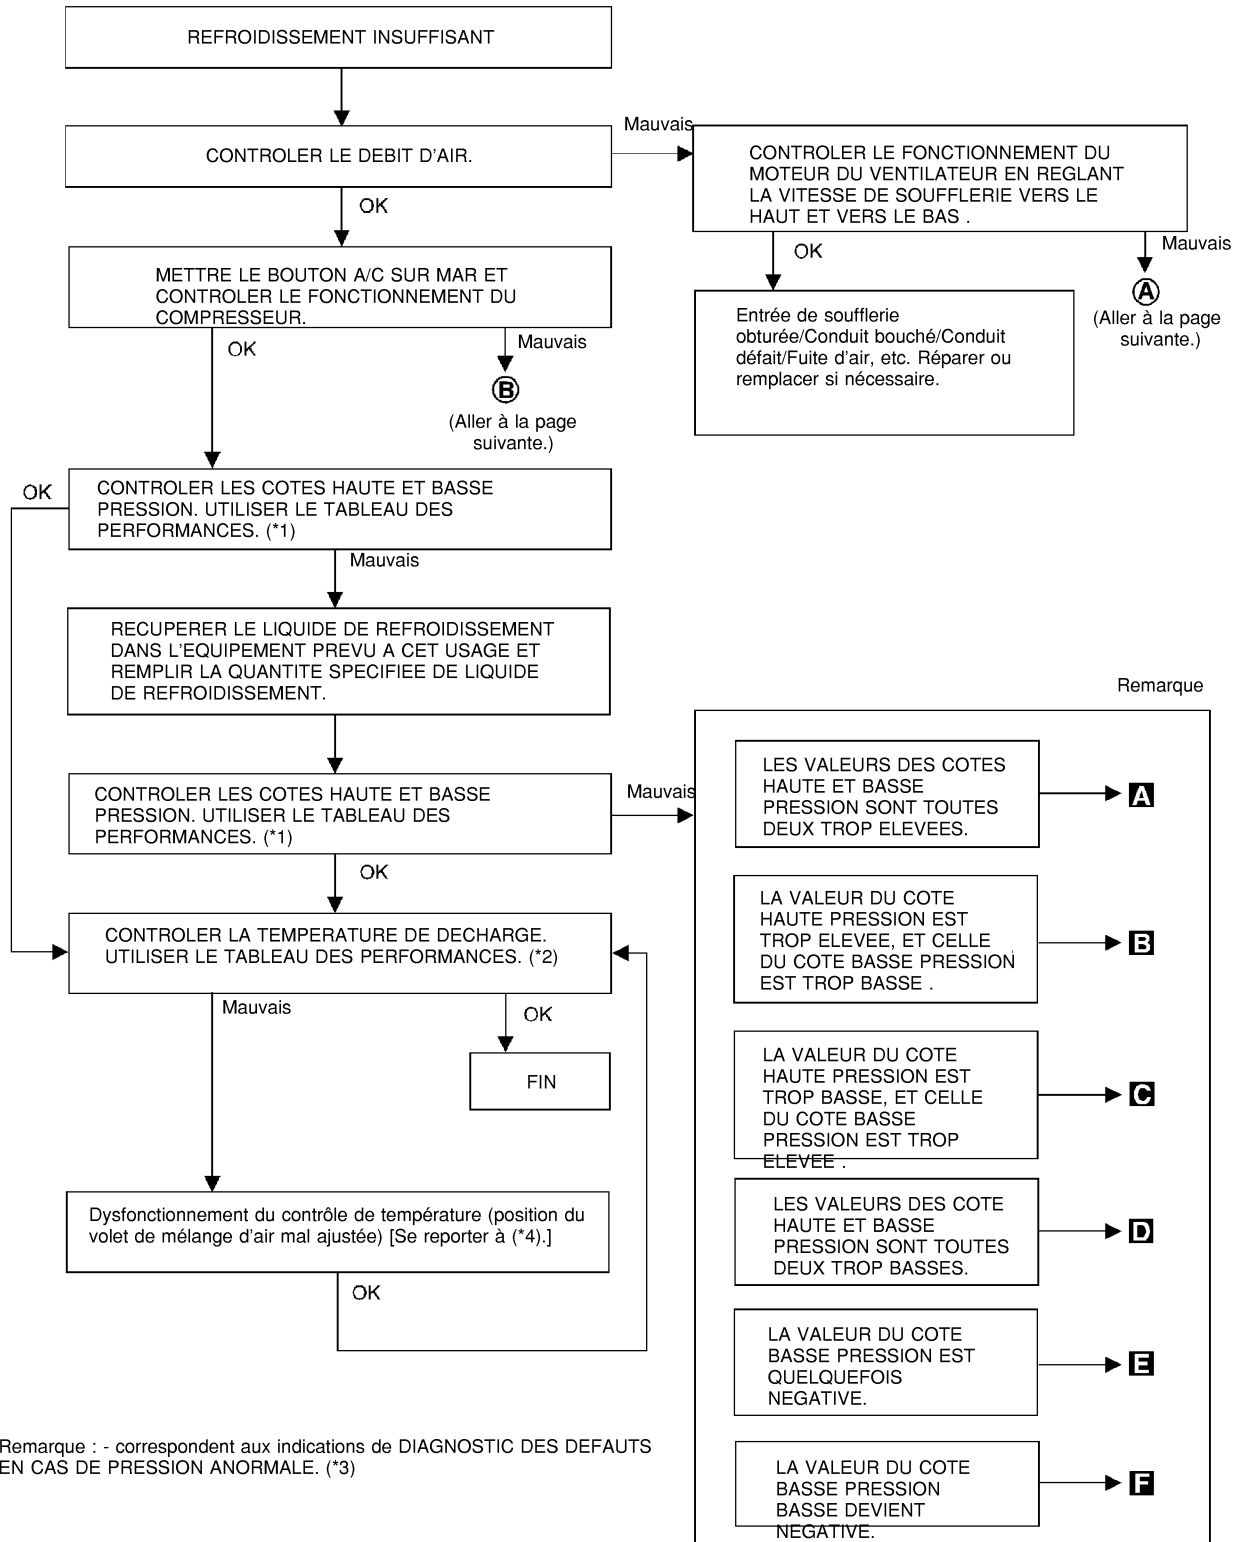 REFROIDISSEMENT INSUFFISANT
CONTROLER LE DEBIT D'AIR.
Mauvais
CONTROLER LE FONCTIONNEMENT DU
MOTEUR DU VENTILATEUR EN REGLANT
LA VITESSE DE SOUFFLERIE VERS LE
HAUT ET VERS LE BAS .
OK
OK
Mauvais
METTRE LE BOUTON A/C SUR MAR ET
CONTROLER LE FONCTIONNEMENT DU
COMPRESSEUR.
Entrée de soufflerie
obturée/Conduit bouché/Conduit
défait/Fuite d'air, etc. Réparer ou
remplacer si nécessaire.
A
(Aller à la page
suivante.)
OK
Mauvais
B
(Aller à la page
suivante.)
OK
CONTROLER LES COTES HAUTE ET BASSE
PRESSION. UTILISER LE TABLEAU DES
PERFORMANCES. (*1)
Mauvais
RECUPERER LE LIQUIDE DE REFROIDISSEMENT
DANS L'EQUIPEMENT PREVU A CET USAGE ET
REMPLIR LA QUANTITE SPECIFIEE DE LIQUIDE
DE REFROIDISSEMENT.
CONTROLER LES COTES HAUTE ET BASSE
PRESSION. UTILISER LE TABLEAU DES
PERFORMANCES. (*1)
Mauvais
OK
CONTROLER LA TEMPERATURE DE DECHARGE.
UTILISER LE TABLEAU DES PERFORMANCES. (*2)
Mauvais
OK
FIN
Dysfonctionnement du contrôle de température (position du
volet de mélange d'air mal ajustée) [Se reporter à (*4).]
OK
Remarque
LES VALEURS DES COTES
HAUTE ET BASSE
PRESSION SONT TOUTES
DEUX TROP ELEVEES.
A
LA VALEUR DU COTE
HAUTE PRESSION EST
TROP ELEVEE, ET CELLE
DU COTE BASSE PRESSION
EST TROP BASSE .
B
LA VALEUR DU COTE
HAUTE PRESSION EST
TROP BASSE, ET CELLE
DU COTE BASSE
PRESSION EST TROP
ELEVEE .
C
LES VALEURS DES COTE
HAUTE ET BASSE
PRESSION SONT TOUTES
DEUX TROP BASSES.
D
LA VALEUR DU COTE
BASSE PRESSION EST
QUELQUEFOIS
NEGATIVE.
E
LA VALEUR DU COTE
BASSE PRESSION
BASSE DEVIENT
NEGATIVE.
F
Remarque : - correspondent aux indications de DIAGNOSTIC DES DEFAUTS
EN CAS DE PRESSION ANORMALE. (*3)